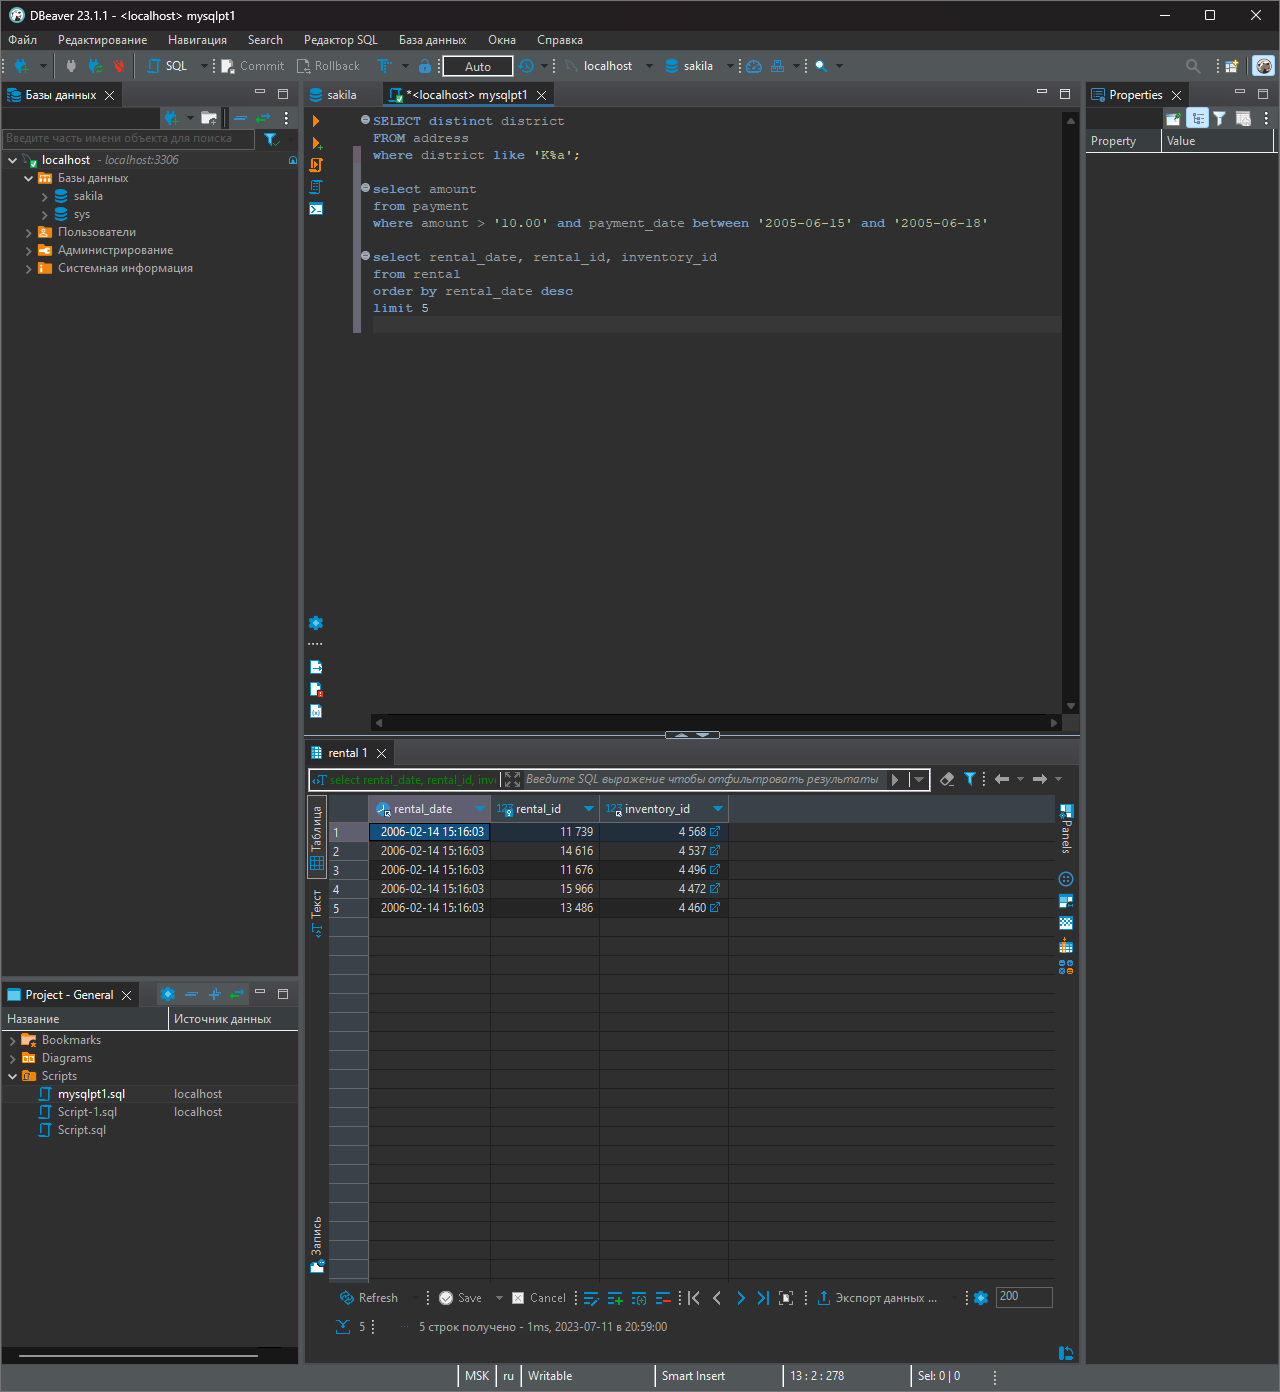 DBeaver 23.1.1 - <localhost> mysqlpt1
Файл Редактирование Навигация Search Редактор SQL База данных Окна Справка
SQL Commit Rollback Auto localhost sakila
Базы данных
Введите часть имени объекта для поиска
localhost - localhost:3306
Базы данных
sakila
sys
Пользователи
Администрирование
Системная информация
sakila *<localhost> mysqlpt1
SELECT distinct district
FROM address
where district like 'K%a';
select amount
from payment
where amount > '10.00' and payment_date between '2005-06-15' and '2005-06-18'
select rental_date, rental_id, inventory_id
from rental
order by rental_date desc
limit 5
Properties
Property Value
rental 1
select rental_date, rental_id, inv
Введите SQL выражение чтобы отфильтровать результаты
Таблица
Текст
Запись
rental_date 123 rental_id 123 inventory_id
1 2006-02-14 15:16:03 11 739 4 568
2 2006-02-14 15:16:03 14 616 4 537
3 2006-02-14 15:16:03 11 676 4 496
4 2006-02-14 15:16:03 15 966 4 472
5 2006-02-14 15:16:03 13 486 4 460
Panels
Refresh Save Cancel Экспорт данных ... 200
5 5 строк получено - 1ms, 2023-07-11 в 20:59:00
Project - General
Название Источник данных
Bookmarks
Diagrams
Scripts
mysqlpt1.sql localhost
Script-1.sql localhost
Script.sql
MSK ru Writable Smart Insert 13 : 2 : 278 Sel: 0 | 0